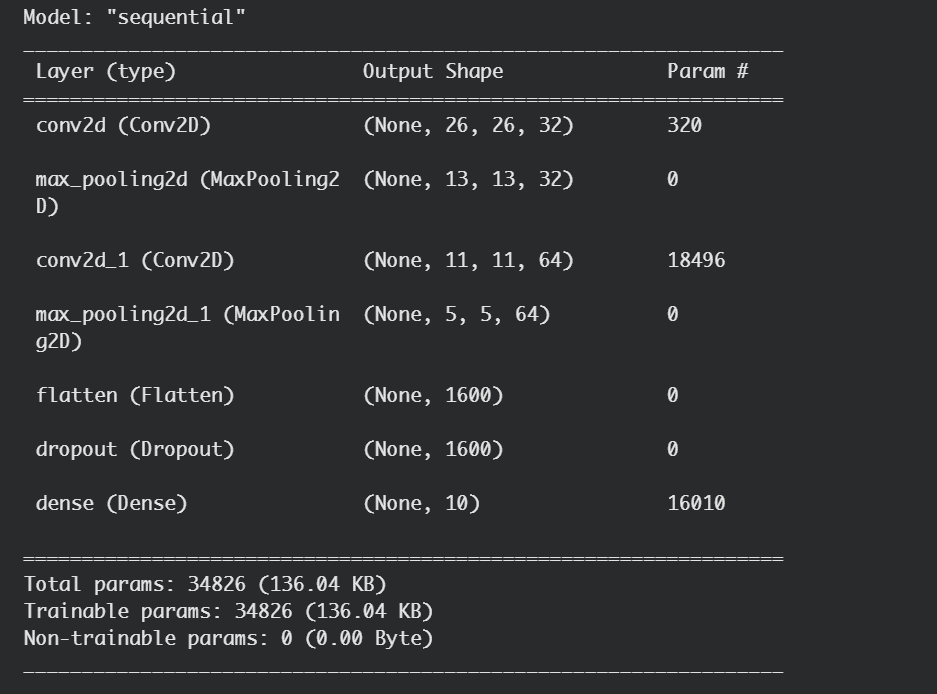 Model: "sequential"
_________________________________________________________________
Layer (type)                Output Shape              Param #
=================================================================
conv2d (Conv2D)             (None, 26, 26, 32)        320
max_pooling2d (MaxPooling2  (None, 13, 13, 32)        0
D)
conv2d_1 (Conv2D)           (None, 11, 11, 64)        18496
max_pooling2d_1 (MaxPoolin  (None, 5, 5, 64)          0
g2D)
flatten (Flatten)           (None, 1600)              0
dropout (Dropout)           (None, 1600)              0
dense (Dense)               (None, 10)                16010
=================================================================
Total params: 34826 (136.04 KB)
Trainable params: 34826 (136.04 KB)
Non-trainable params: 0 (0.00 Byte)
_________________________________________________________________